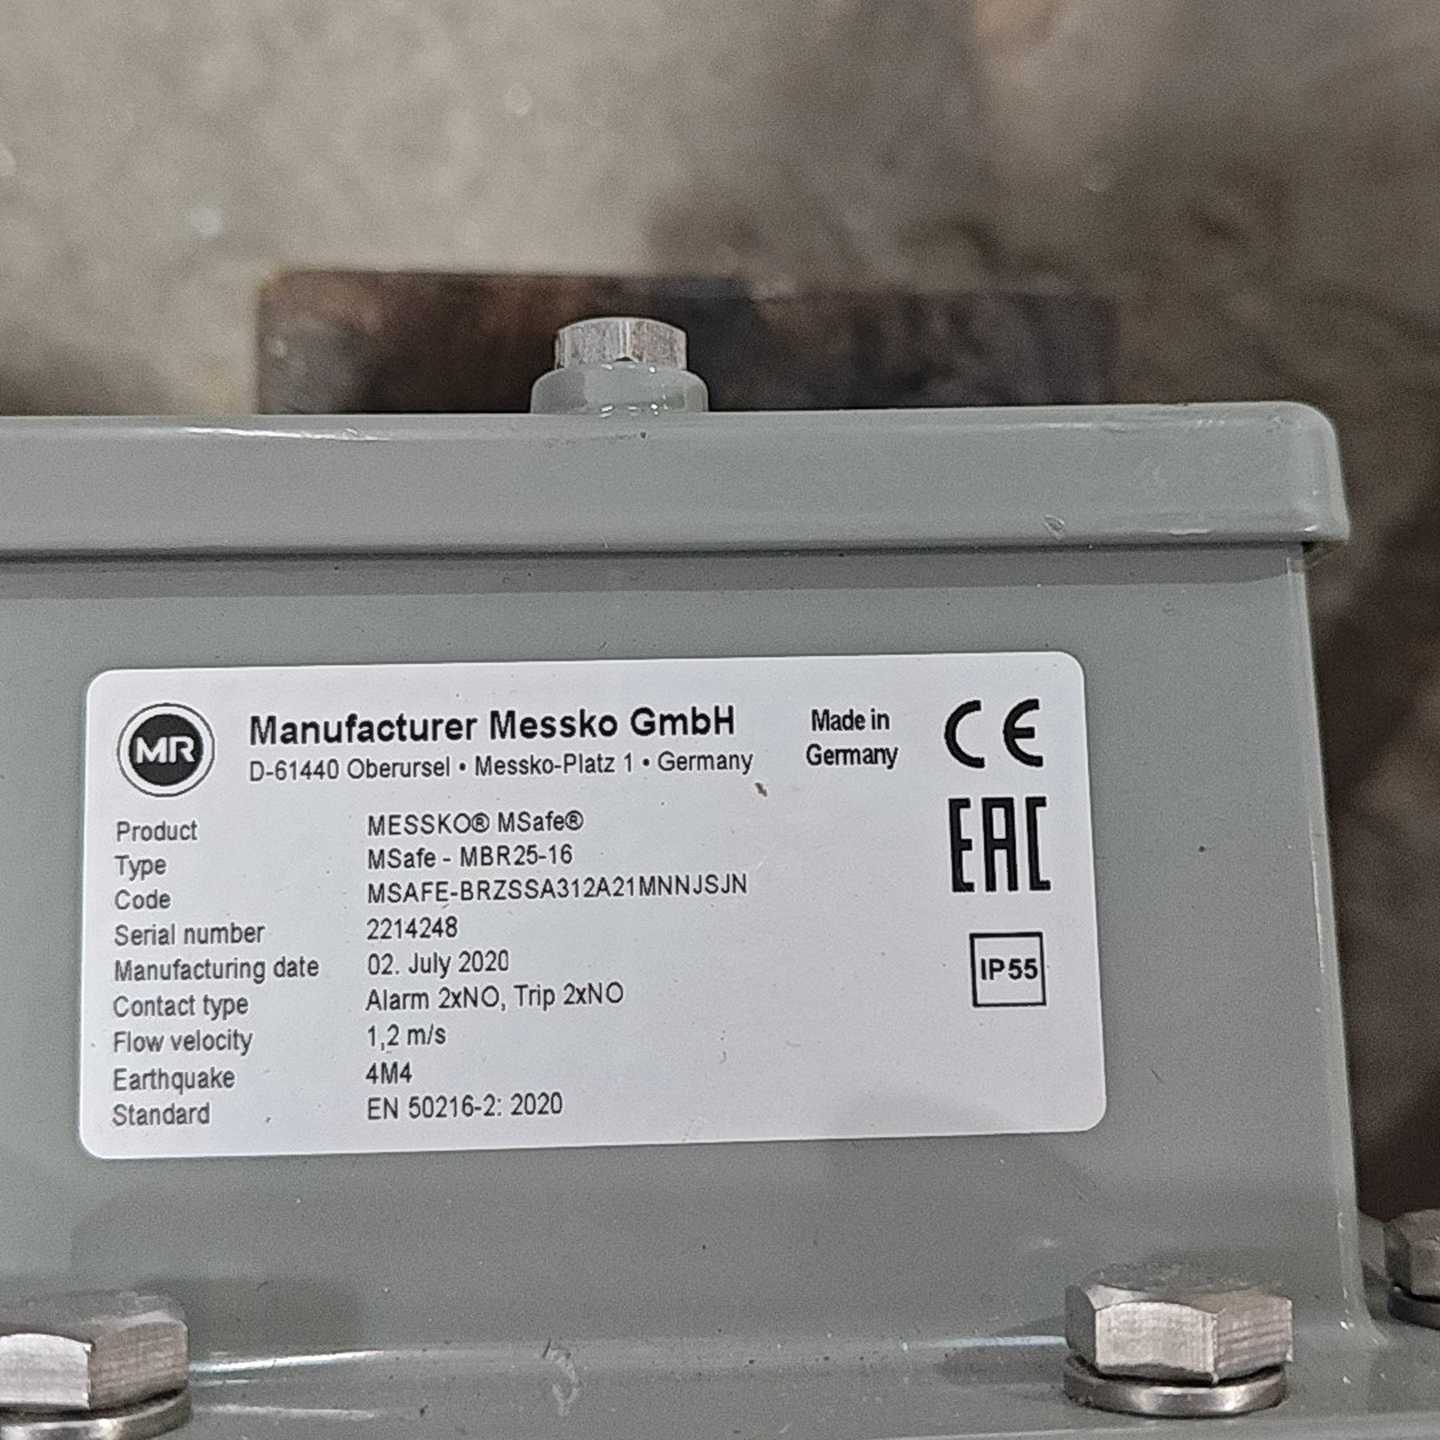 MR
Manufacturer Messko GmbH
D-61440 Oberursel • Messko-Platz 1 • Germany
Made in
Germany
CE
EAC
IP55
Product MESSKO® MSafe®
Type MSafe - MBR25-16
Code MSAFE-BRZSSA312A21MNNJSJN
Serial number 2214248
Manufacturing date 02. July 2020
Contact type Alarm 2xNO, Trip 2xNO
Flow velocity 1,2 m/s
Earthquake 4M4
Standard EN 50216-2: 2020